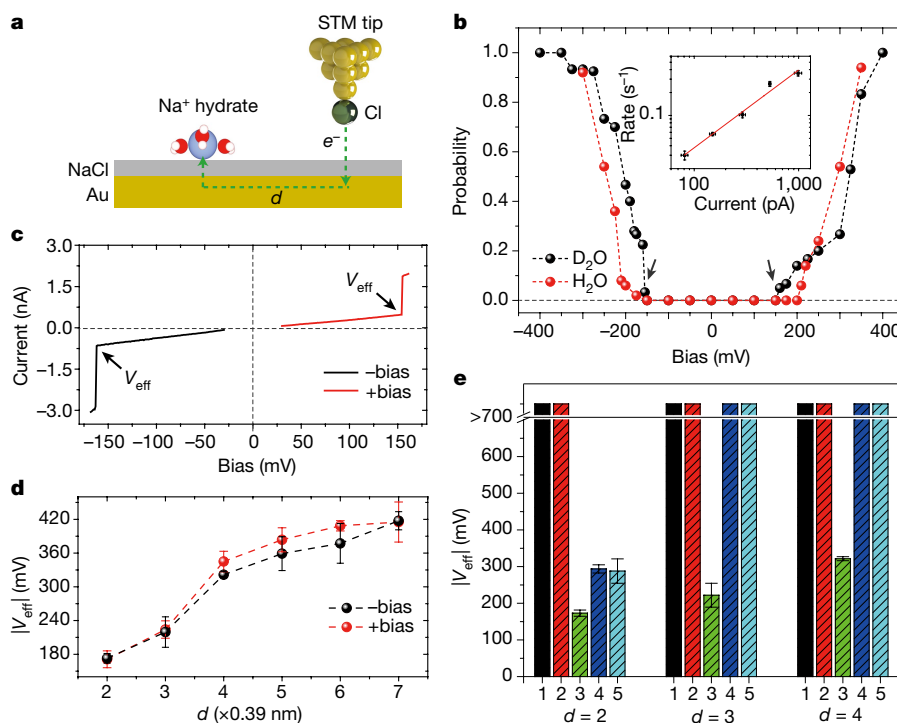 a
STM tip
Na⁺ hydrate
Cl
e⁻
NaCl
Au
d
b
1.0
0.8
0.6
0.4
0.2
0.0
Probability
Rate (s⁻¹)
0.1
100
1,000
Current (pA)
D₂O
H₂O
−400
−200
0
200
400
Bias (mV)
c
3.0
1.5
0.0
−1.5
−3.0
Current (nA)
V_eff
V_eff
−bias
+bias
−150
−100
−50
0
50
100
150
Bias (mV)
d
420
360
300
240
180
|V_eff| (mV)
−bias
+bias
2
3
4
5
6
7
d (×0.39 nm)
e
>700
600
500
400
300
200
100
0
|V_eff| (mV)
1 2 3 4 5
1 2 3 4 5
1 2 3 4 5
d = 2
d = 3
d = 4